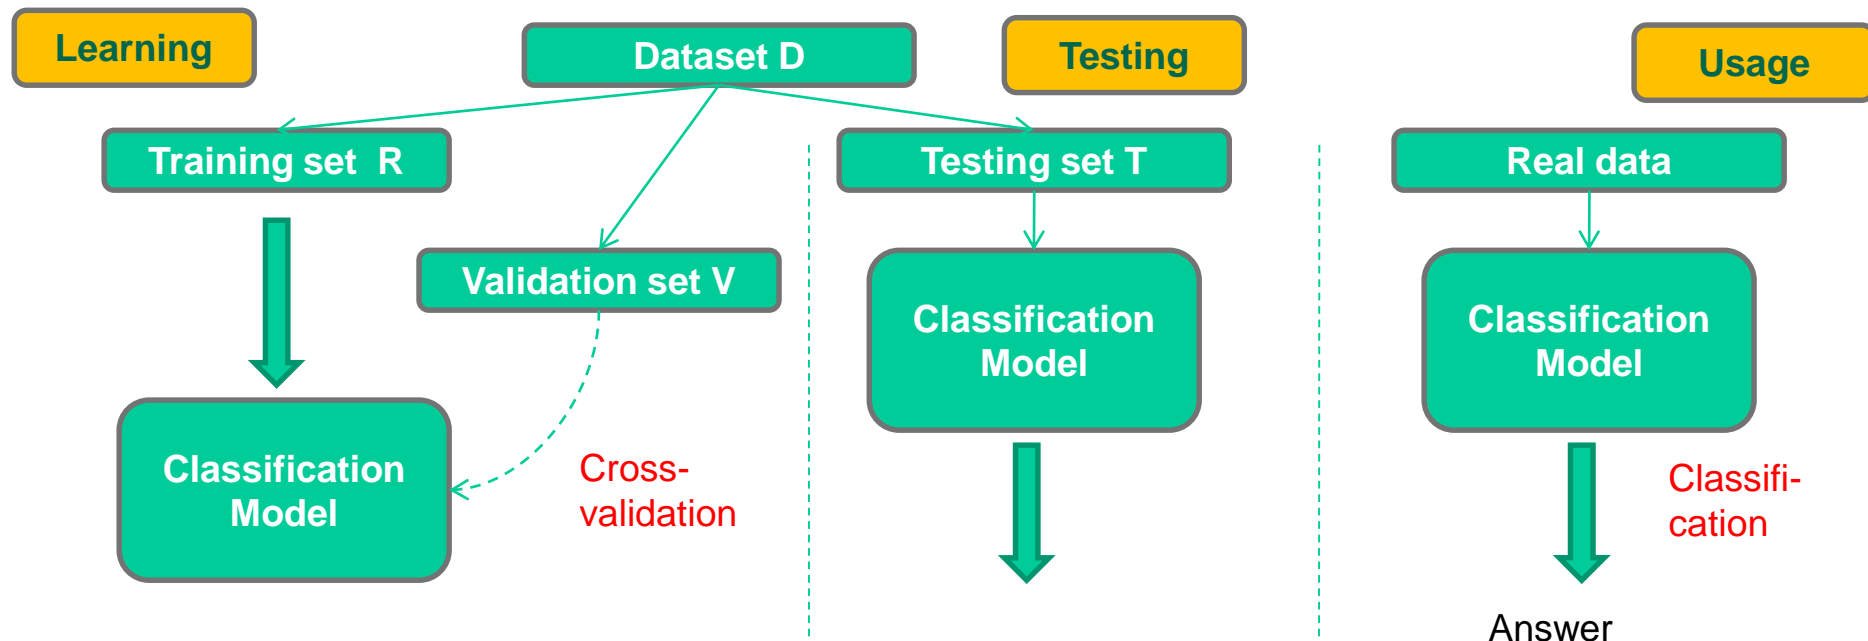 Learning
Dataset D
Testing
Usage
Training set R
Testing set T
Real data
Validation set V
Classification
Model
Classification
Model
Classification
Model
Cross-
validation
Classifi-
cation
Answer